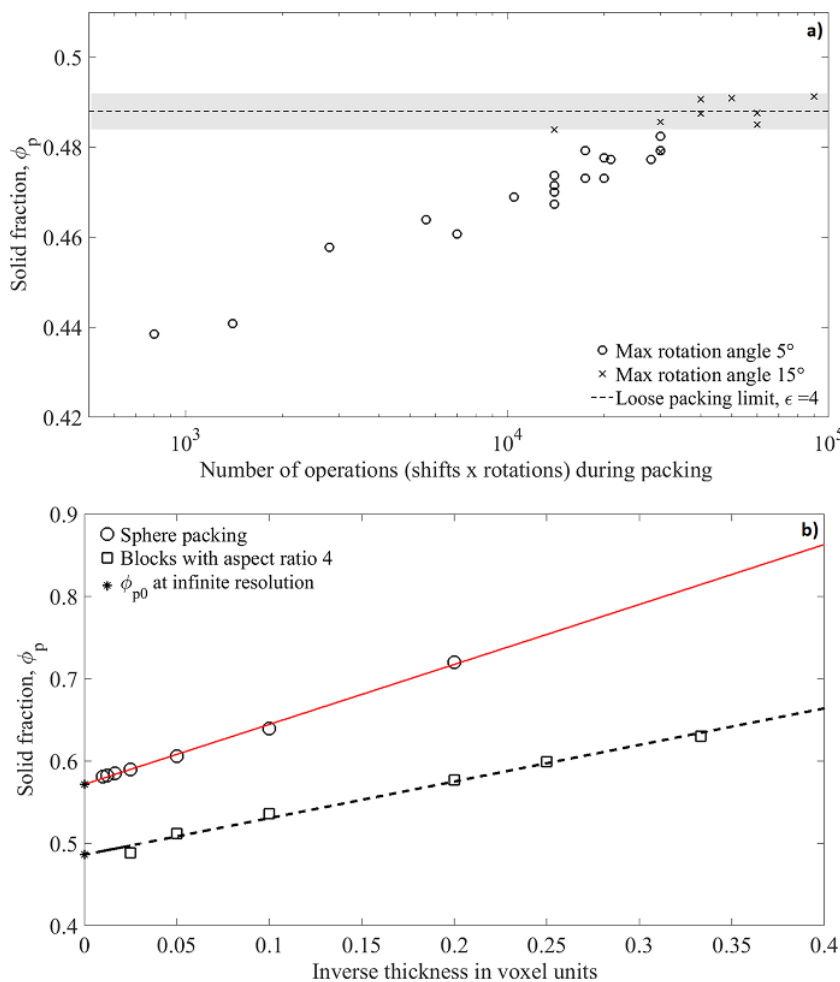 a)
0.5
0.48
0.46
0.44
0.42
Solid fraction, ϕp
○ Max rotation angle 5°
× Max rotation angle 15°
---- Loose packing limit, ϵ =4
10³ 10⁴ 10⁵
Number of operations (shifts x rotations) during packing
b)
0.9
0.8
0.7
0.6
0.5
0.4
Solid fraction, ϕp
Sphere packing
Blocks with aspect ratio 4
ϕp0 at infinite resolution
0 0.05 0.1 0.15 0.2 0.25 0.3 0.35 0.4
Inverse thickness in voxel units